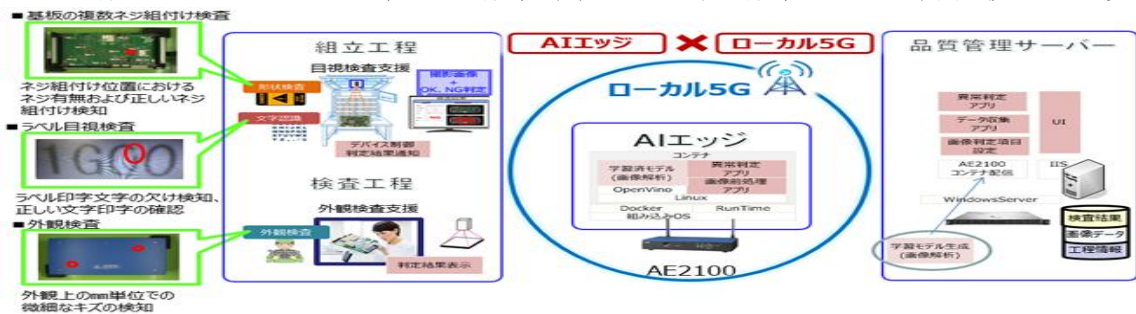 ■基板の複数ネジ組付け検査
ネジ組付け位置における
ネジ有無および正しいネジ
組付け検知
■ラベル目視検査
ラベル印字文字の欠け検知、
正しい文字印字の確認
■外観検査
外観上のmm単位での
微細なキズの検知
組立工程
目視検査支援
形状検査
文字認識
撮影画像
+
OK、NG判定
デバイス制御
判定結果通知
検査工程
外観検査支援
外観検査
判定結果表示
AIエッジ
ローカル5G
ローカル5G
AIエッジ
コンテナ
学習済モデル
(画像解析)
異常判定
アプリ
画像前処理
アプリ
OpenVino
Linux
Docker
RunTime
組み込みOS
AE2100
品質管理サーバー
異常判定
アプリ
データ収集
アプリ
画像判定項目
設定
UI
AE2100
コンテナ配信
IIS
WindowsServer
学習モデル生成
(画像解析)
検査結果
画像データ
工程情報